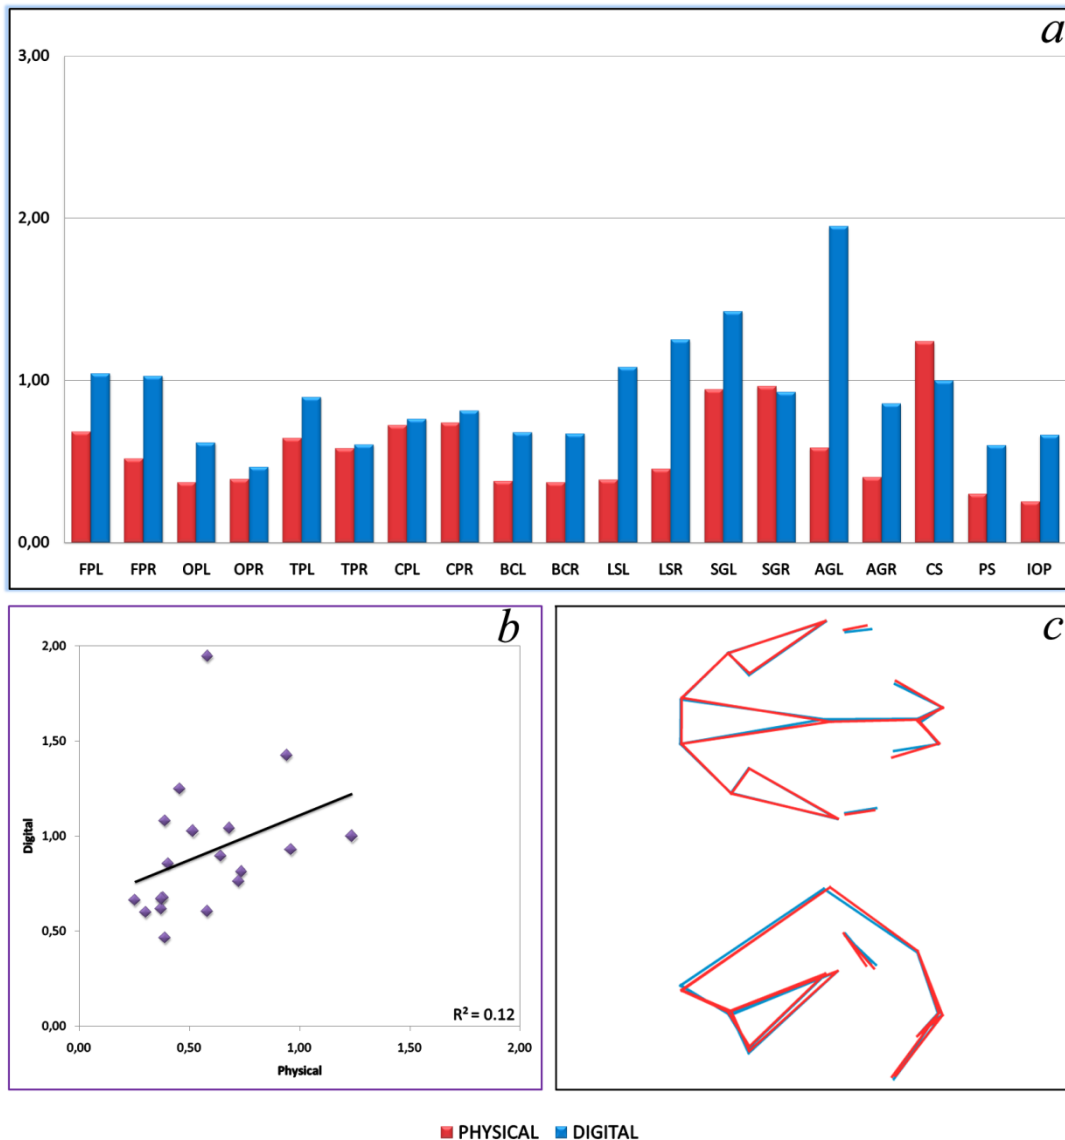 a
3,00
2,00
1,00
0,00
FPL FPR OPL OPR TPL TPR CPL CPR BCL BCR LSL LSR SGL SGR AGL AGR CS PS IOP
b
2,00
1,50
1,00
0,50
0,00
Digital
R² = 0.12
0,00 0,50 1,00 1,50 2,00
Physical
c
PHYSICAL DIGITAL